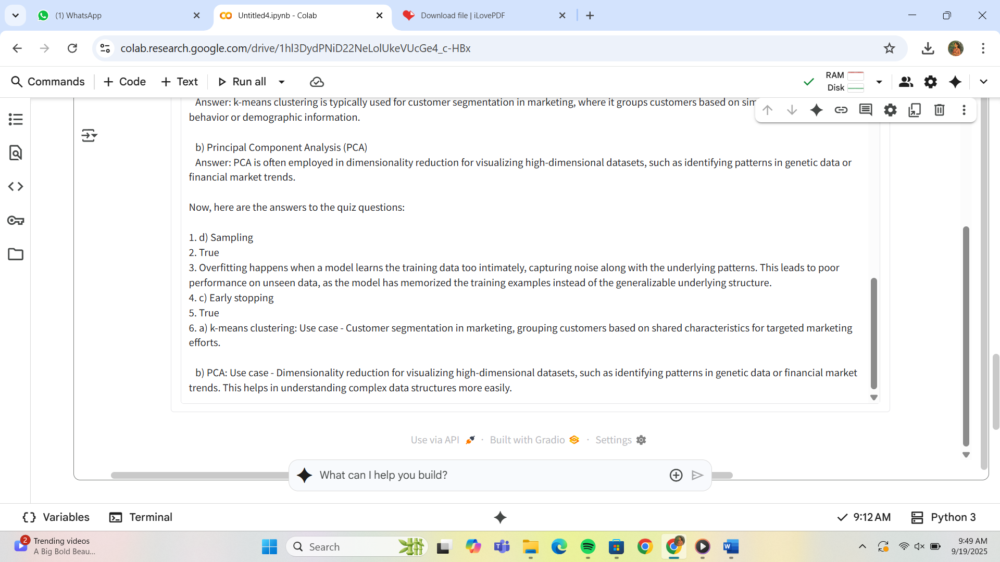 (1) WhatsApp
Untitled4.ipynb - Colab
Download file | iLovePDF
colab.research.google.com/drive/1hl3DydPNiD22NeLolUkeVUcGe4_c-HBx
Commands
+ Code
+ Text
Run all
RAM
Disk
Answer: k-means clustering is typically used for customer segmentation in marketing, where it groups customers based on sim
behavior or demographic information.
b) Principal Component Analysis (PCA)
Answer: PCA is often employed in dimensionality reduction for visualizing high-dimensional datasets, such as identifying patterns in genetic data or
financial market trends.
Now, here are the answers to the quiz questions:
1. d) Sampling
2. True
3. Overfitting happens when a model learns the training data too intimately, capturing noise along with the underlying patterns. This leads to poor
performance on unseen data, as the model has memorized the training examples instead of the generalizable underlying structure.
4. c) Early stopping
5. True
6. a) k-means clustering: Use case - Customer segmentation in marketing, grouping customers based on shared characteristics for targeted marketing
efforts.
b) PCA: Use case - Dimensionality reduction for visualizing high-dimensional datasets, such as identifying patterns in genetic data or financial market
trends. This helps in understanding complex data structures more easily.
Use via API · Built with Gradio · Settings
What can I help you build?
Variables
Terminal
9:12 AM
Python 3
2
Trending videos
A Big Bold Beau...
Search
9:49 AM
9/19/2025